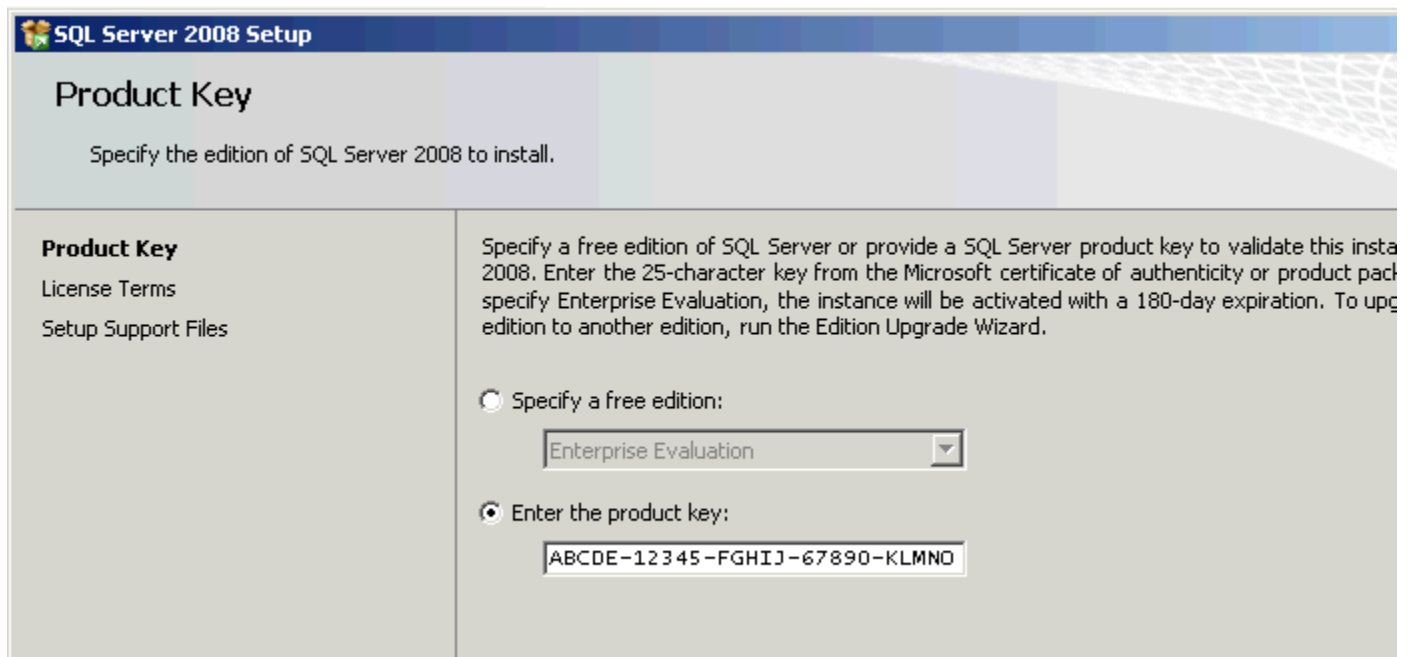 SQL Server 2008 Setup
Product Key
Specify the edition of SQL Server 2008 to install.
Product Key
License Terms
Setup Support Files
Specify a free edition of SQL Server or provide a SQL Server product key to validate this insta
2008. Enter the 25-character key from the Microsoft certificate of authenticity or product pack
specify Enterprise Evaluation, the instance will be activated with a 180-day expiration. To upg
edition to another edition, run the Edition Upgrade Wizard.
Specify a free edition:
Enterprise Evaluation
Enter the product key:
ABCDE-12345-FGHIJ-67890-KLMNO